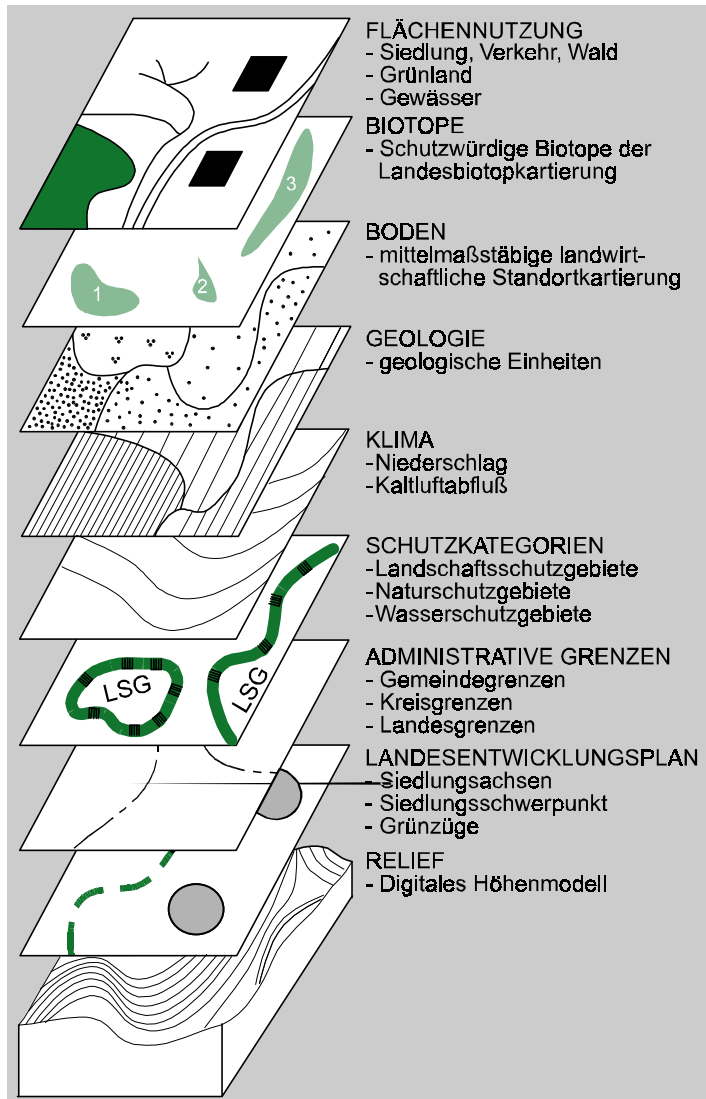 FLÄCHENNUTZUNG
- Siedlung, Verkehr, Wald
- Grünland
- Gewässer
BIOTOPE
- Schutzwürdige Biotope der
Landesbiotopkartierung
3
BODEN
- mittelmaßstäbige landwirt-
schaftliche Standortkartierung
1
2
GEOLOGIE
- geologische Einheiten
KLIMA
-Niederschlag
-Kaltluftabfluß
SCHUTZKATEGORIEN
-Landschaftsschutzgebiete
-Naturschutzgebiete
-Wasserschutzgebiete
LSG
LSG
ADMINISTRATIVE GRENZEN
- Gemeindegrenzen
- Kreisgrenzen
- Landesgrenzen
LANDESENTWICKLUNGSPLAN
- Siedlungsachsen
- Siedlungsschwerpunkt
- Grünzüge
RELIEF
- Digitales Höhenmodell